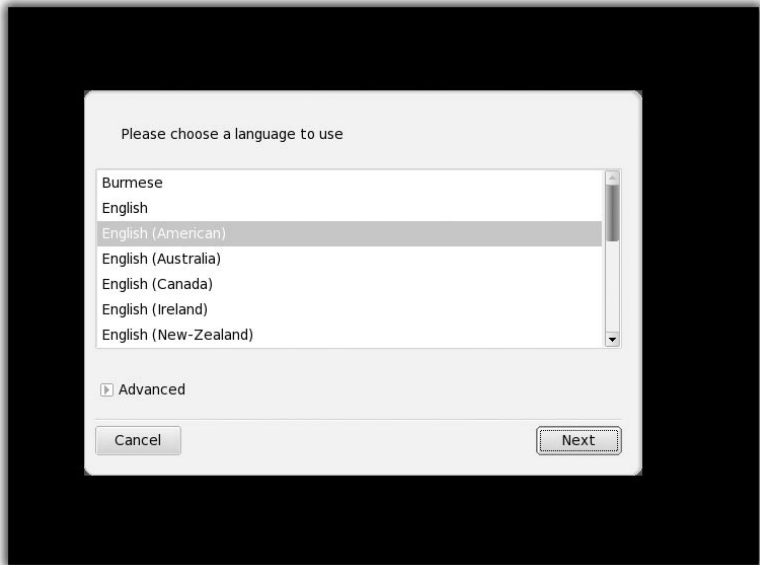 Please choose a language to use
Burmese
English
English (American)
English (Australia)
English (Canada)
English (Ireland)
English (New-Zealand)
Advanced
Cancel
Next